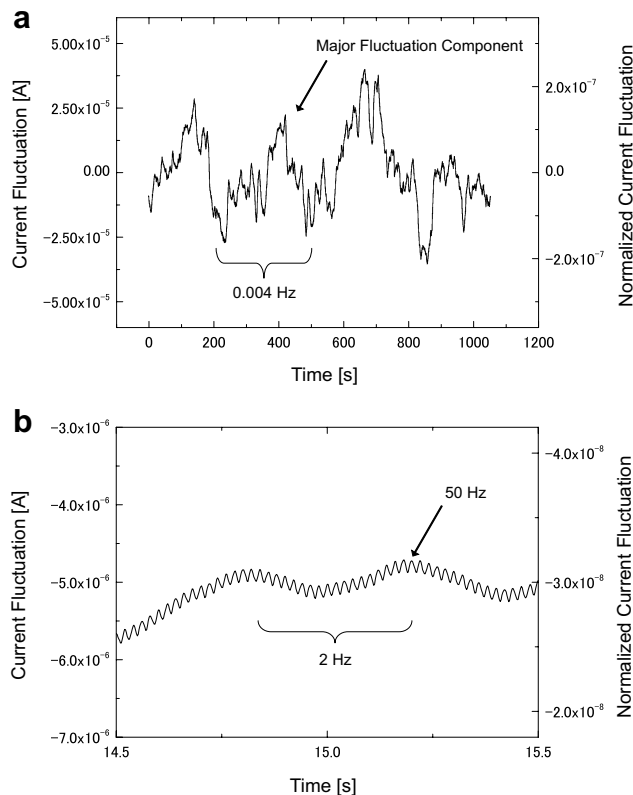 a
Major Fluctuation Component
Current Fluctuation [A]
5.00x10⁻⁵
2.50x10⁻⁵
0.00
−2.50x10⁻⁵
−5.00x10⁻⁵
2.0x10⁻⁷
0.0
−2.0x10⁻⁷
Normalized Current Fluctuation
0.004 Hz
0 200 400 600 800 1000 1200
Time [s]
b
Current Fluctuation [A]
−3.0x10⁻⁶
−4.0x10⁻⁶
−5.0x10⁻⁶
−6.0x10⁻⁶
−7.0x10⁻⁶
50 Hz
2 Hz
−4.0x10⁻⁸
−3.0x10⁻⁸
−2.0x10⁻⁸
Normalized Current Fluctuation
14.5 15.0 15.5
Time [s]